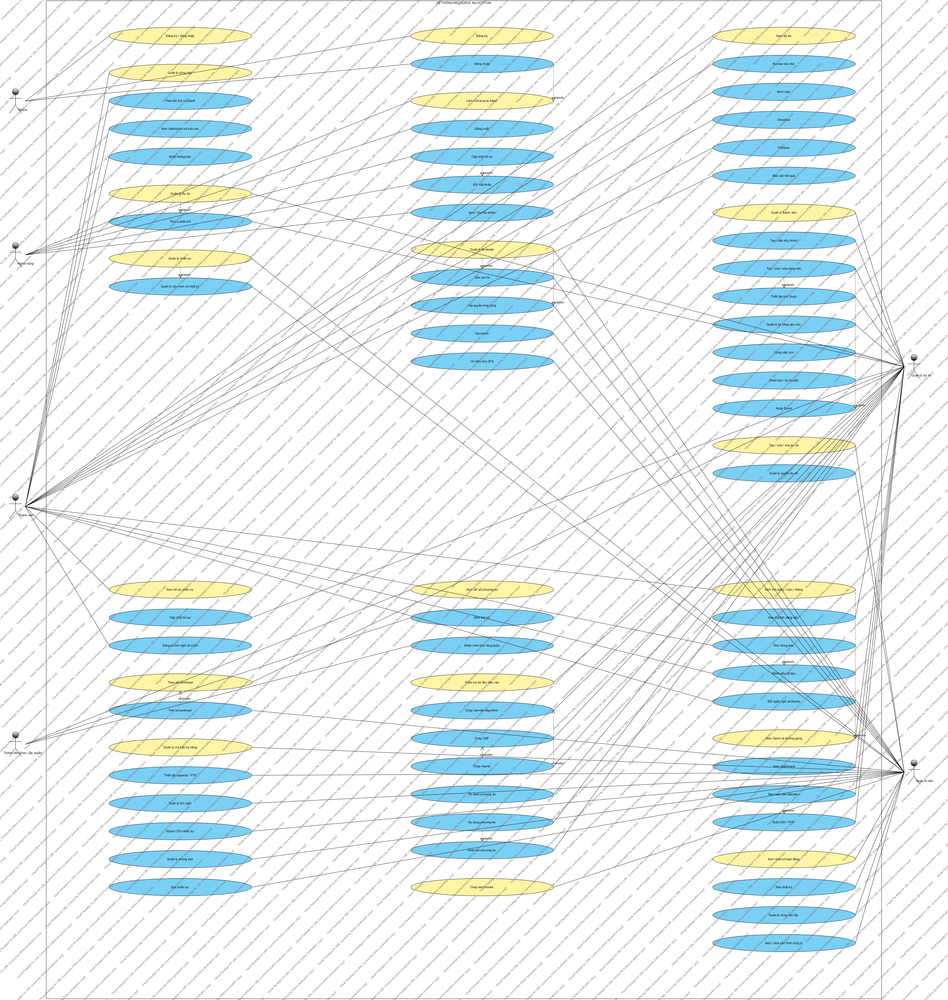 HỆ THỐNG RESOURCE ALLOCATION
Đăng ký / đăng nhập
Quản lý công việc
Theo dõi lịch và Gantt
Xem dashboard và báo cáo
Nhận thông báo
Quản lý dự án
«extend»
Tối ưu phân bổ
Quản lý nhân sự
«extend»
Quản lý cấu hình và nhật ký
Đăng ký
Đăng nhập
«extend»
Làm mới access token
Đăng xuất
Cập nhật hồ sơ
«extend»
Đổi mật khẩu
Xem / thu hồi phiên
Quản lý tài khoản
«extend»
Gán vai trò
«extend»
Cấp quyền ứng dụng
Tạo khách
Vô hiệu hóa 2FA
Xem dự án
Kanban kéo thả
Bình luận
Checklist
Follower
Báo cáo kết quả
Quản lý thành viên
Tạo / sắp xếp nhóm
Tạo / sửa / xóa công việc
«extend»
Thiết lập phụ thuộc
Quản lý kỹ năng yêu cầu
Công việc con
Nhân bản / di chuyển
Nhập Excel
«extend»
Tạo / sửa / xóa dự án
Quản lý quyền dự án
Khách
Người dùng
Thành viên
Thành viên được cấp quyền
Quản lý dự án
Quản trị viên
Xem hồ sơ nhân sự
Cập nhật hồ sơ
Đăng ký lịch nghỉ cá nhân
Theo dõi workload
«include»
Tính lại workload
Quản lý ma trận kỹ năng
Thiết lập capacity / FTE
Quản lý lịch nghỉ
Import CSV nhân sự
Quản lý phòng ban
Xóa nhân sự
Xem chỉ số phương án
Xem lịch sử
Nhận cảnh báo ràng buộc
Kiểm tra dữ liệu đầu vào
Chạy Genetic Algorithm
Chạy CSP
«include»
«include»
Chạy Hybrid
So sánh phương án
Áp dụng phương án
«extend»
Hoàn tác phương án
Chạy benchmark
Xem lịch ngày / tuần / tháng
Kéo thả lịch công việc
Đọc thông báo
«extend»
Đánh dấu đã đọc
Đổi ngôn ngữ và theme
«extend»
Xem Gantt và đường găng
Xem dashboard
Xem báo cáo utilization
«extend»
Xuất CSV / PDF
Xem nhật ký hoạt động
Xóa nhật ký
Quản lý công việc lặp
Xem / sửa cấu hình công ty
Visual Paradigm for UML Community Edition [evaluation copy]